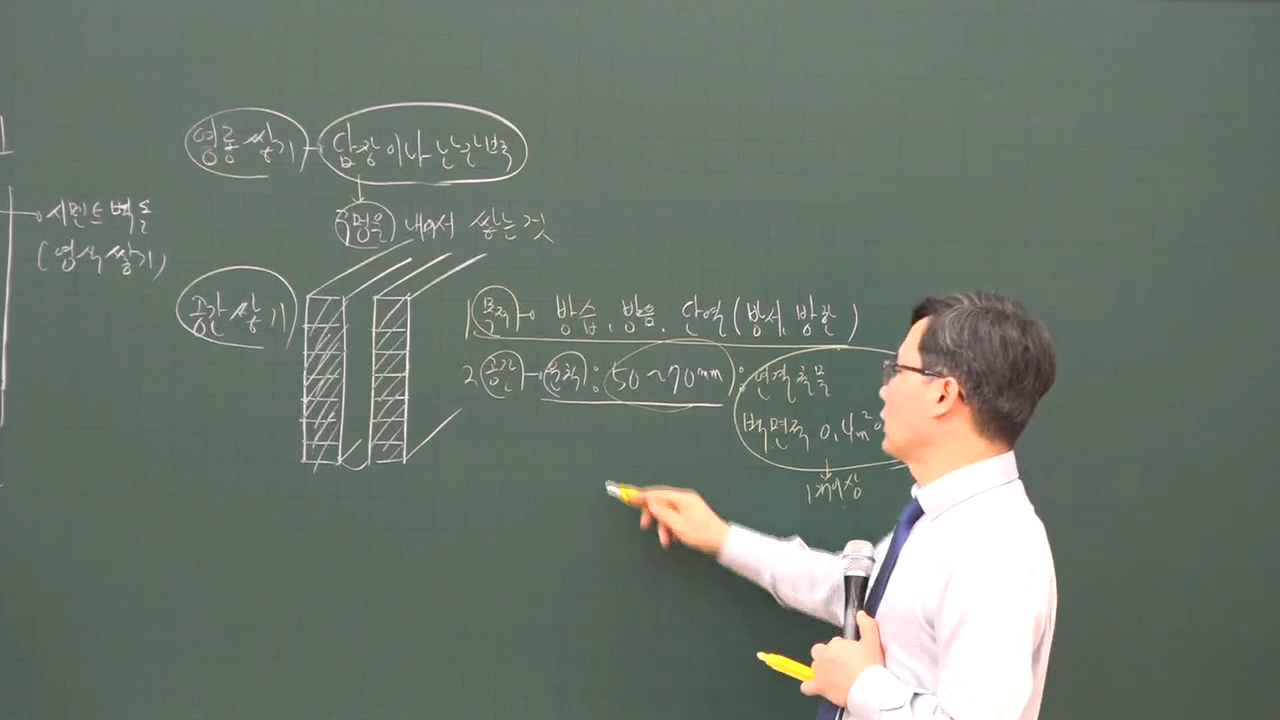 영롱쌓기 → 담장이나 난간벽
구멍을 내어서 쌓는것
시멘트벽돌
(영식쌓기)
공간쌓기
1 목적 → 방습, 방음, 단열 (방서, 방한)
2 공간 → 폭: 50~70mm): 연결철물
벽면적 0,4m²
1개이상